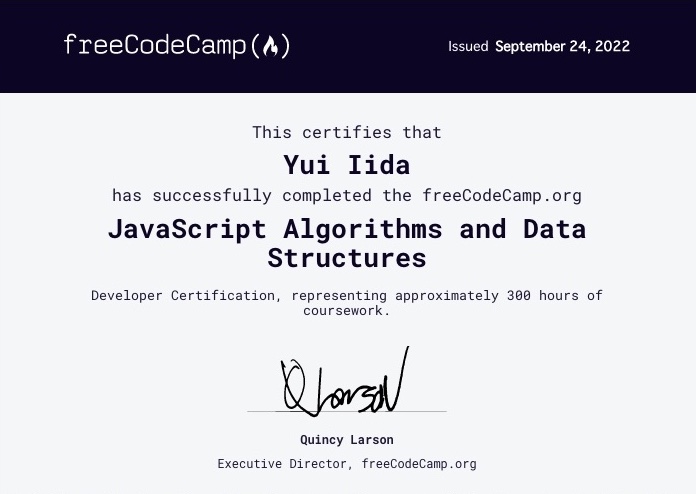 freeCodeCamp(🔥)
Issued September 24, 2022
This certifies that
Yui Iida
has successfully completed the freeCodeCamp.org
JavaScript Algorithms and Data
Structures
Developer Certification, representing approximately 300 hours of
coursework.
Q Larson
Quincy Larson
Executive Director, freeCodeCamp.org